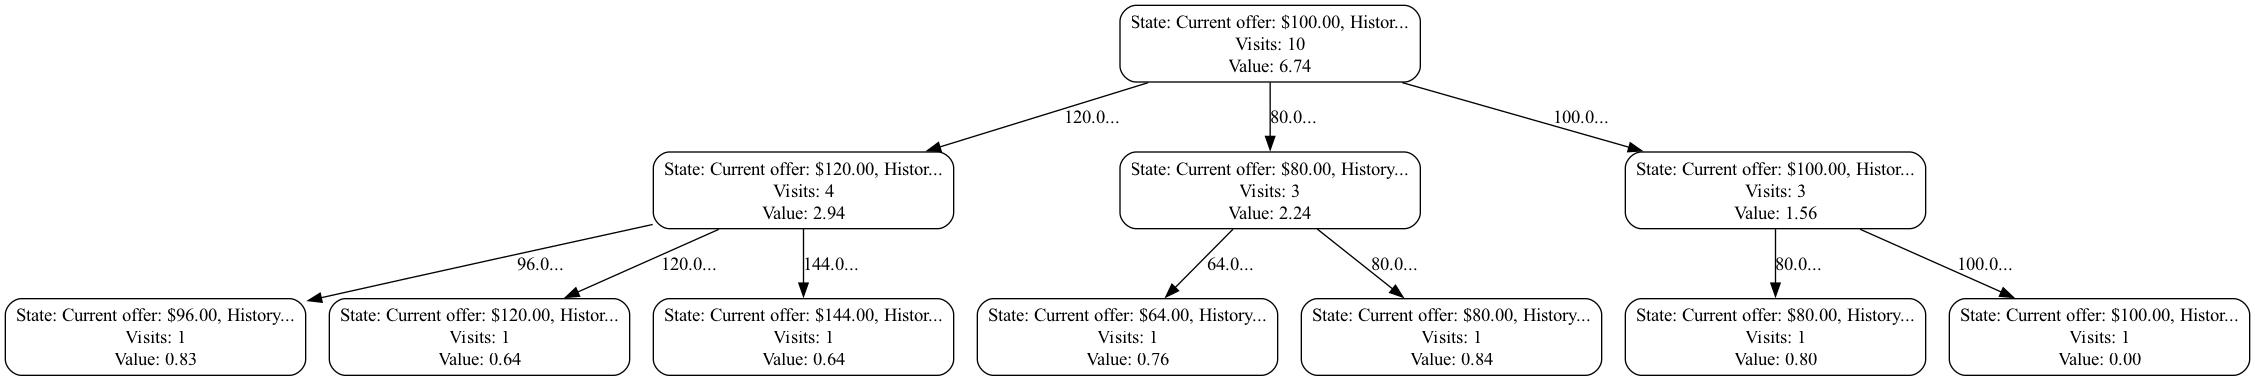 State: Current offer: $100.00, Histor...
Visits: 10
Value: 6.74
120.0...
80.0...
100.0...
State: Current offer: $120.00, Histor...
Visits: 4
Value: 2.94
State: Current offer: $80.00, History...
Visits: 3
Value: 2.24
State: Current offer: $100.00, Histor...
Visits: 3
Value: 1.56
96.0...
120.0...
144.0...
64.0...
80.0...
80.0...
100.0...
State: Current offer: $96.00, History...
Visits: 1
Value: 0.83
State: Current offer: $120.00, Histor...
Visits: 1
Value: 0.64
State: Current offer: $144.00, Histor...
Visits: 1
Value: 0.64
State: Current offer: $64.00, History...
Visits: 1
Value: 0.76
State: Current offer: $80.00, History...
Visits: 1
Value: 0.84
State: Current offer: $80.00, History...
Visits: 1
Value: 0.80
State: Current offer: $100.00, Histor...
Visits: 1
Value: 0.00